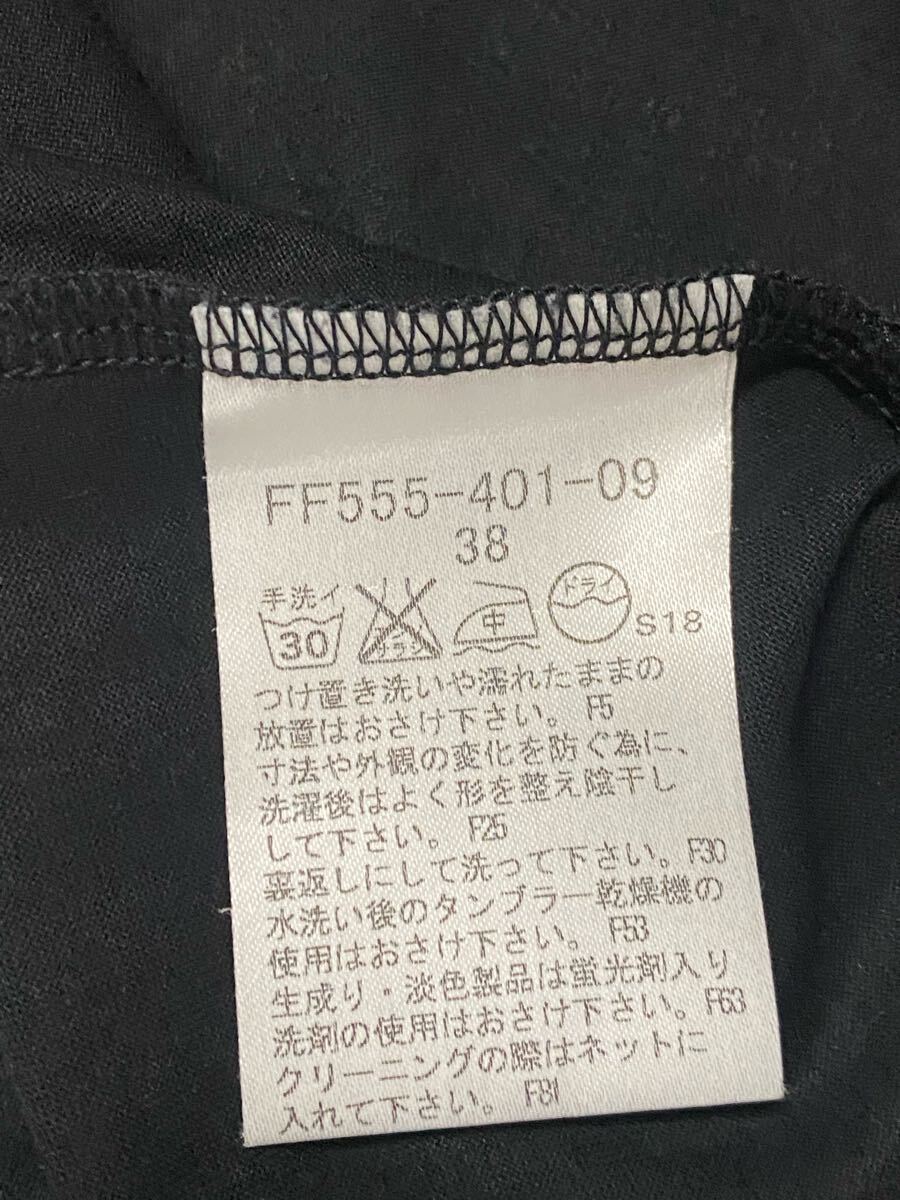 FF555-401-09
38
手洗イ
30
サラシ
中
ドライ
S18
つけ置き洗いや濡れたままの
放置はおさけ下さい。 F5
寸法や外観の変化を防ぐ為に、
洗濯後はよく形を整え陰干し
して下さい。 F25
裏返しにして洗って下さい。F30
水洗い後のタンブラー乾燥機の
使用はおさけ下さい。 F53
生成り・淡色製品は蛍光剤入り
洗剤の使用はおさけ下さい。F63
クリーニングの際はネットに
入れて下さい。 F81